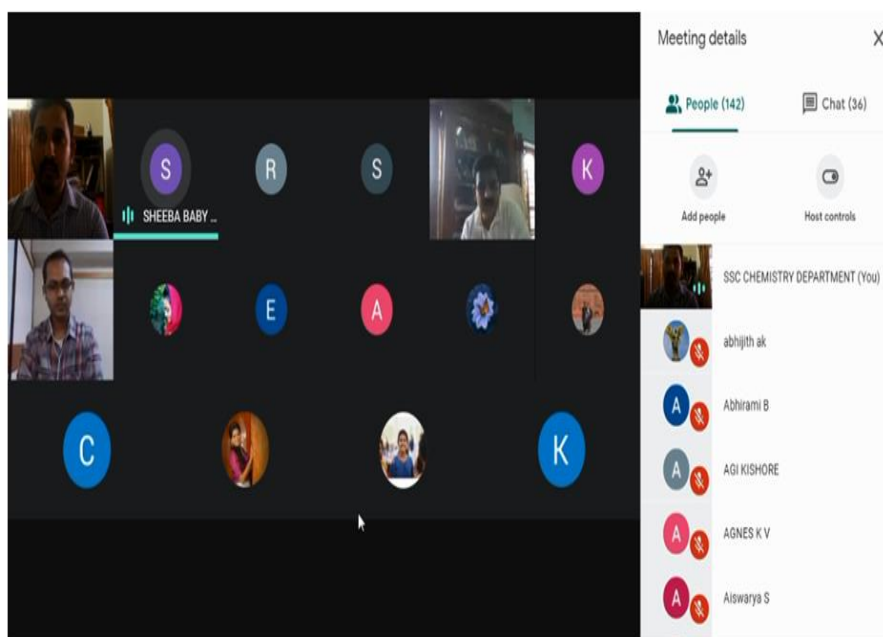 Meeting details
People (142)
Chat (36)
Add people
Host controls
S
R
S
K
SHEEBA BABY ...
E
A
C
K
SSC CHEMISTRY DEPARTMENT (You)
abhijith ak
A
Abhirami B
A
AGI KISHORE
A
AGNES K V
A
Aiswarya S